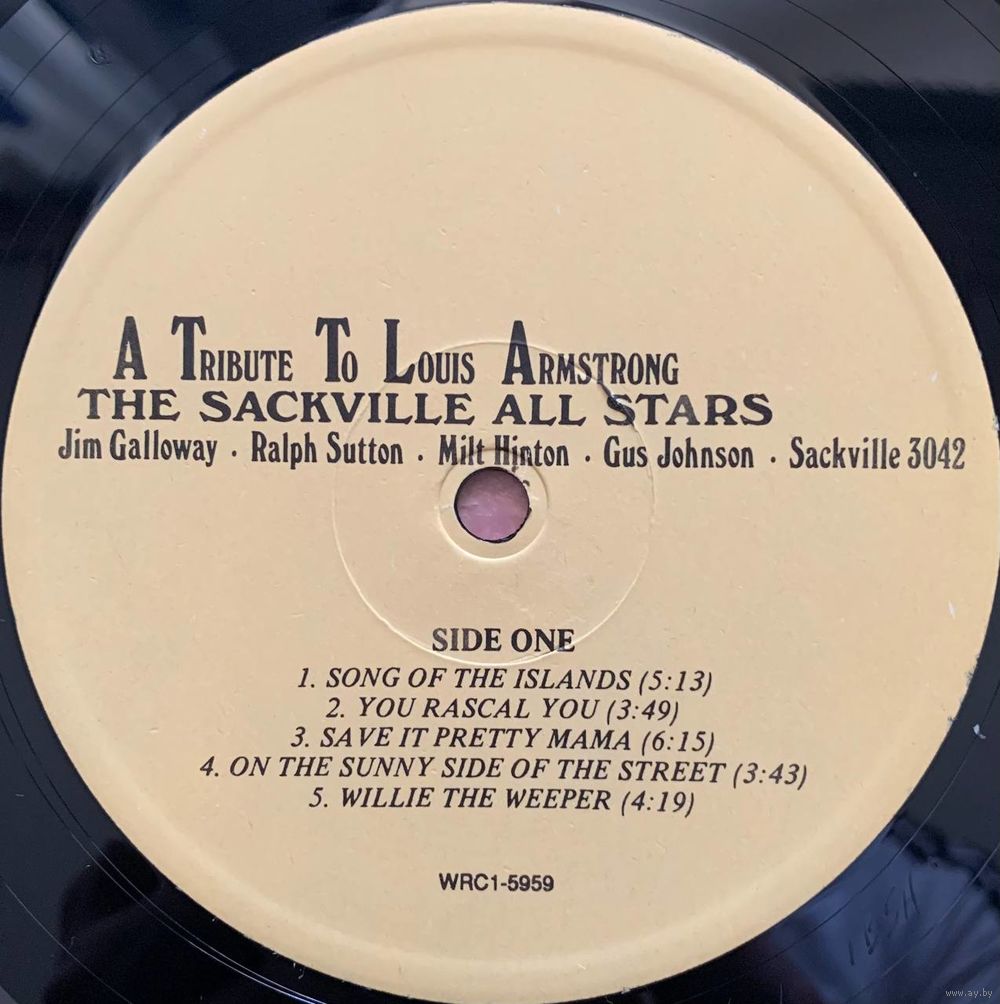 A TRIBUTE TO LOUIS ARMSTRONG
THE SACKVILLE ALL STARS
Jim Galloway · Ralph Sutton · Milt Hinton · Gus Johnson · Sackville 3042
SIDE ONE
1. SONG OF THE ISLANDS (5:13)
2. YOU RASCAL YOU (3:49)
3. SAVE IT PRETTY MAMA (6:15)
4. ON THE SUNNY SIDE OF THE STREET (3:43)
5. WILLIE THE WEEPER (4:19)
WRC1-5959
www.ay.by